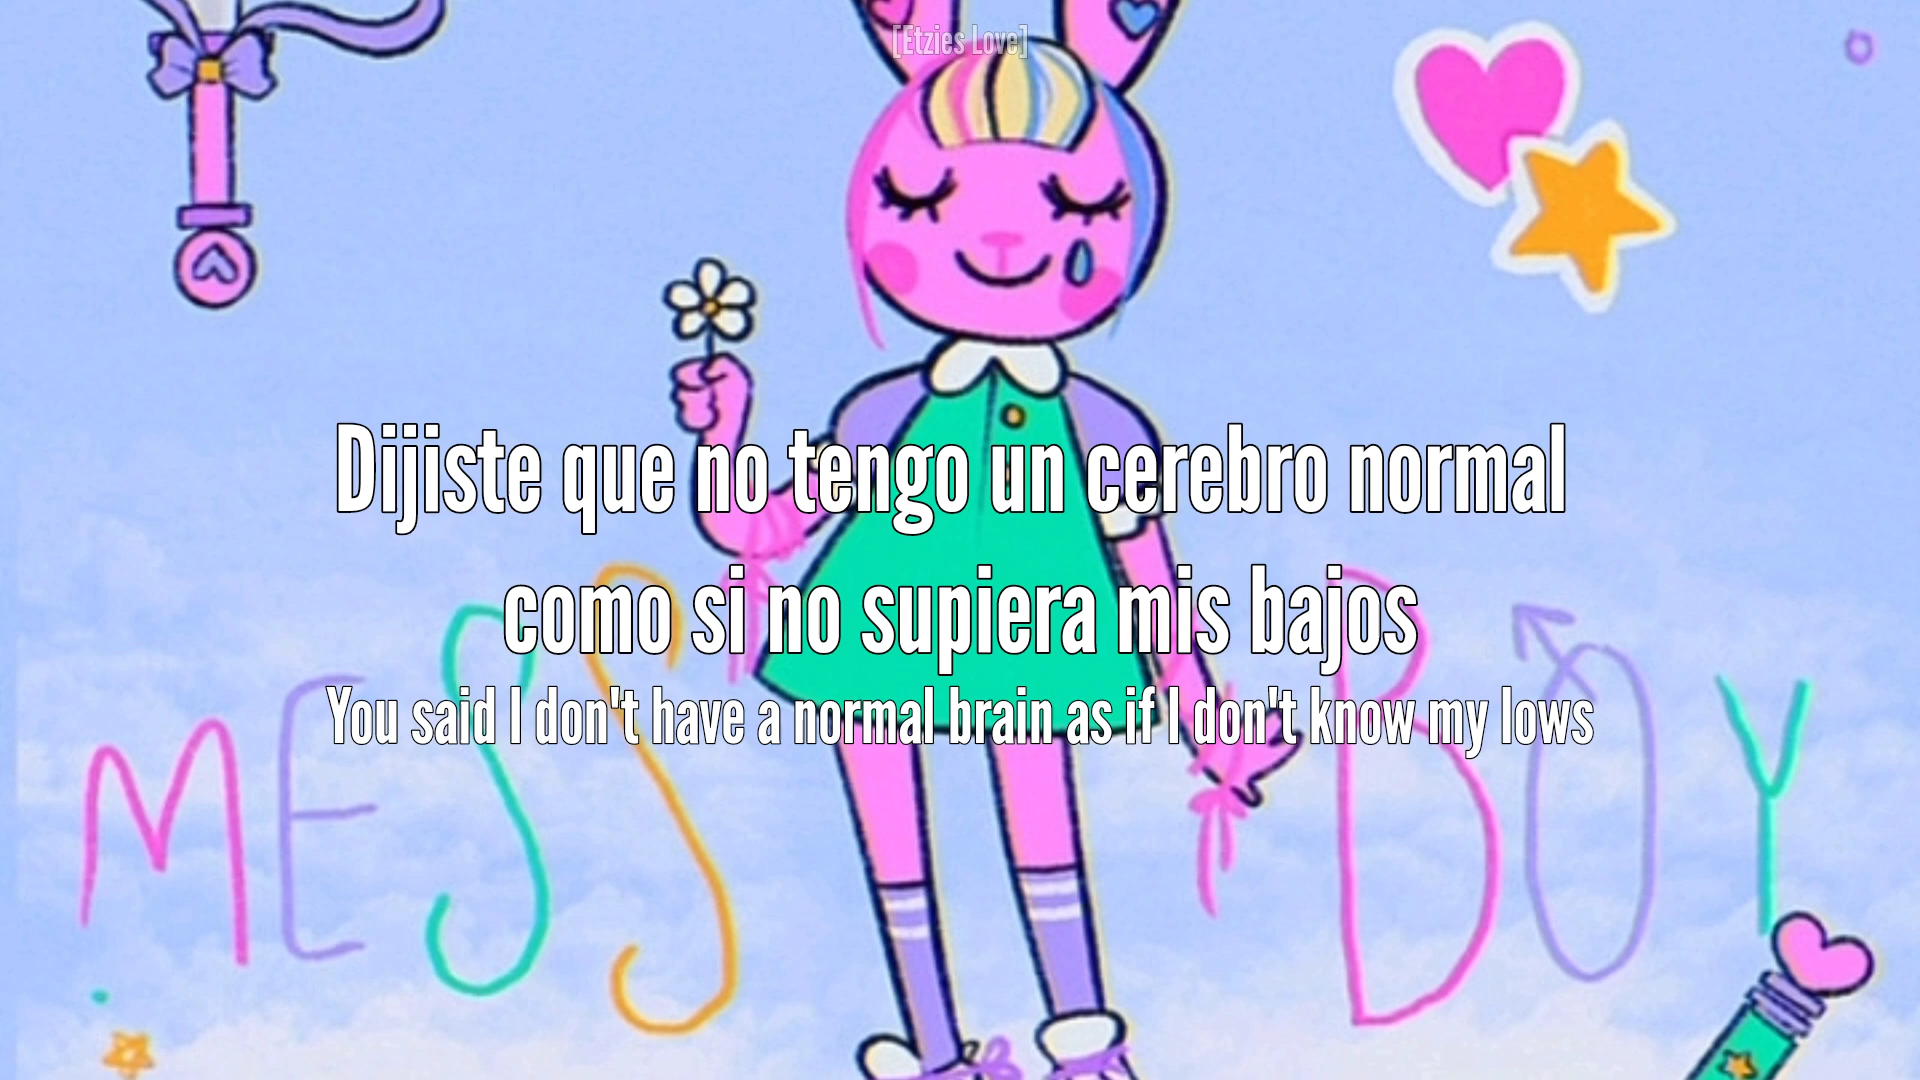 [Etzies Love]
Dijiste que no tengo un cerebro normal
como si no supiera mis bajos
You said I don't have a normal brain as if I don't know my lows
MESS BOY